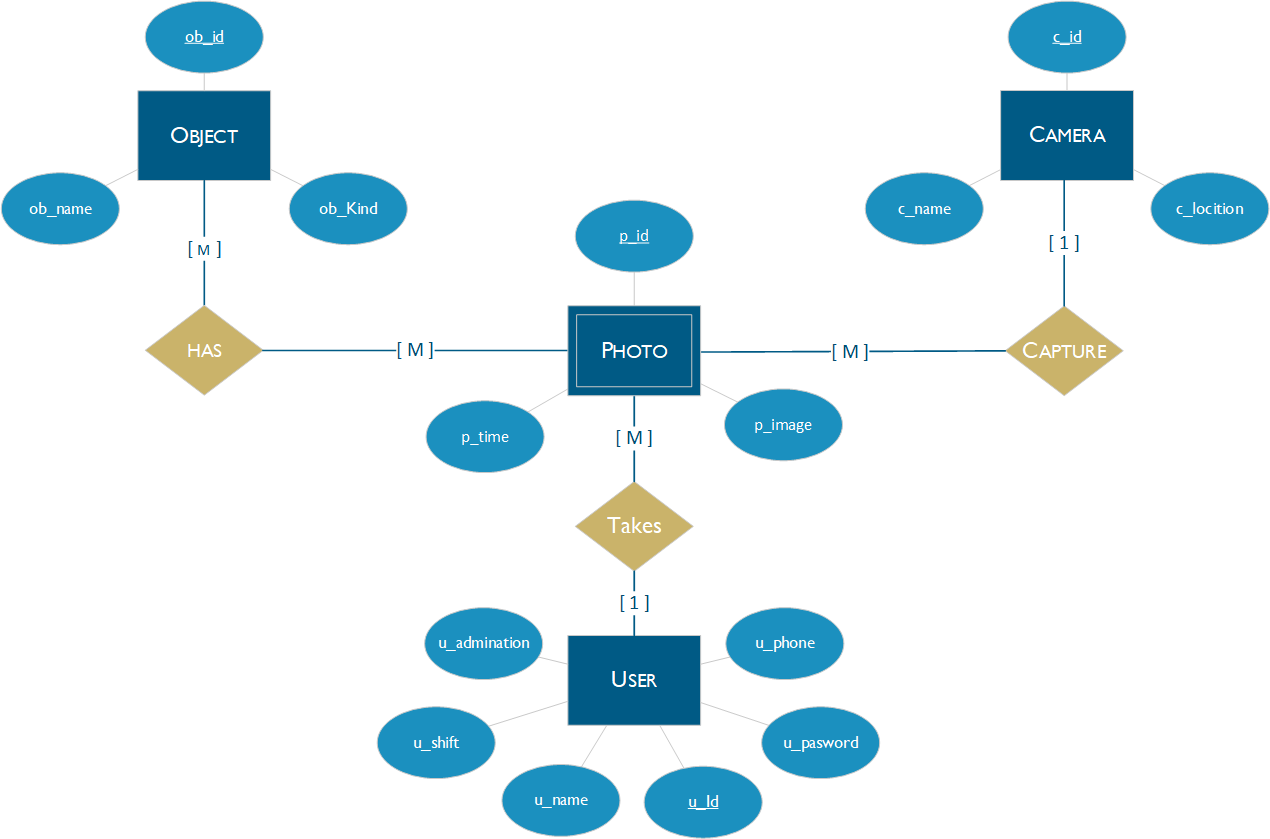 ob_id
c_id
OBJECT
CAMERA
ob_name
ob_Kind
c_name
c_locition
p_id
[ M ]
[ 1 ]
HAS
[ M ]
PHOTO
[ M ]
CAPTURE
p_time
p_image
[ M ]
Takes
[ 1 ]
u_admination
u_phone
USER
u_shift
u_pasword
u_name
u_Id